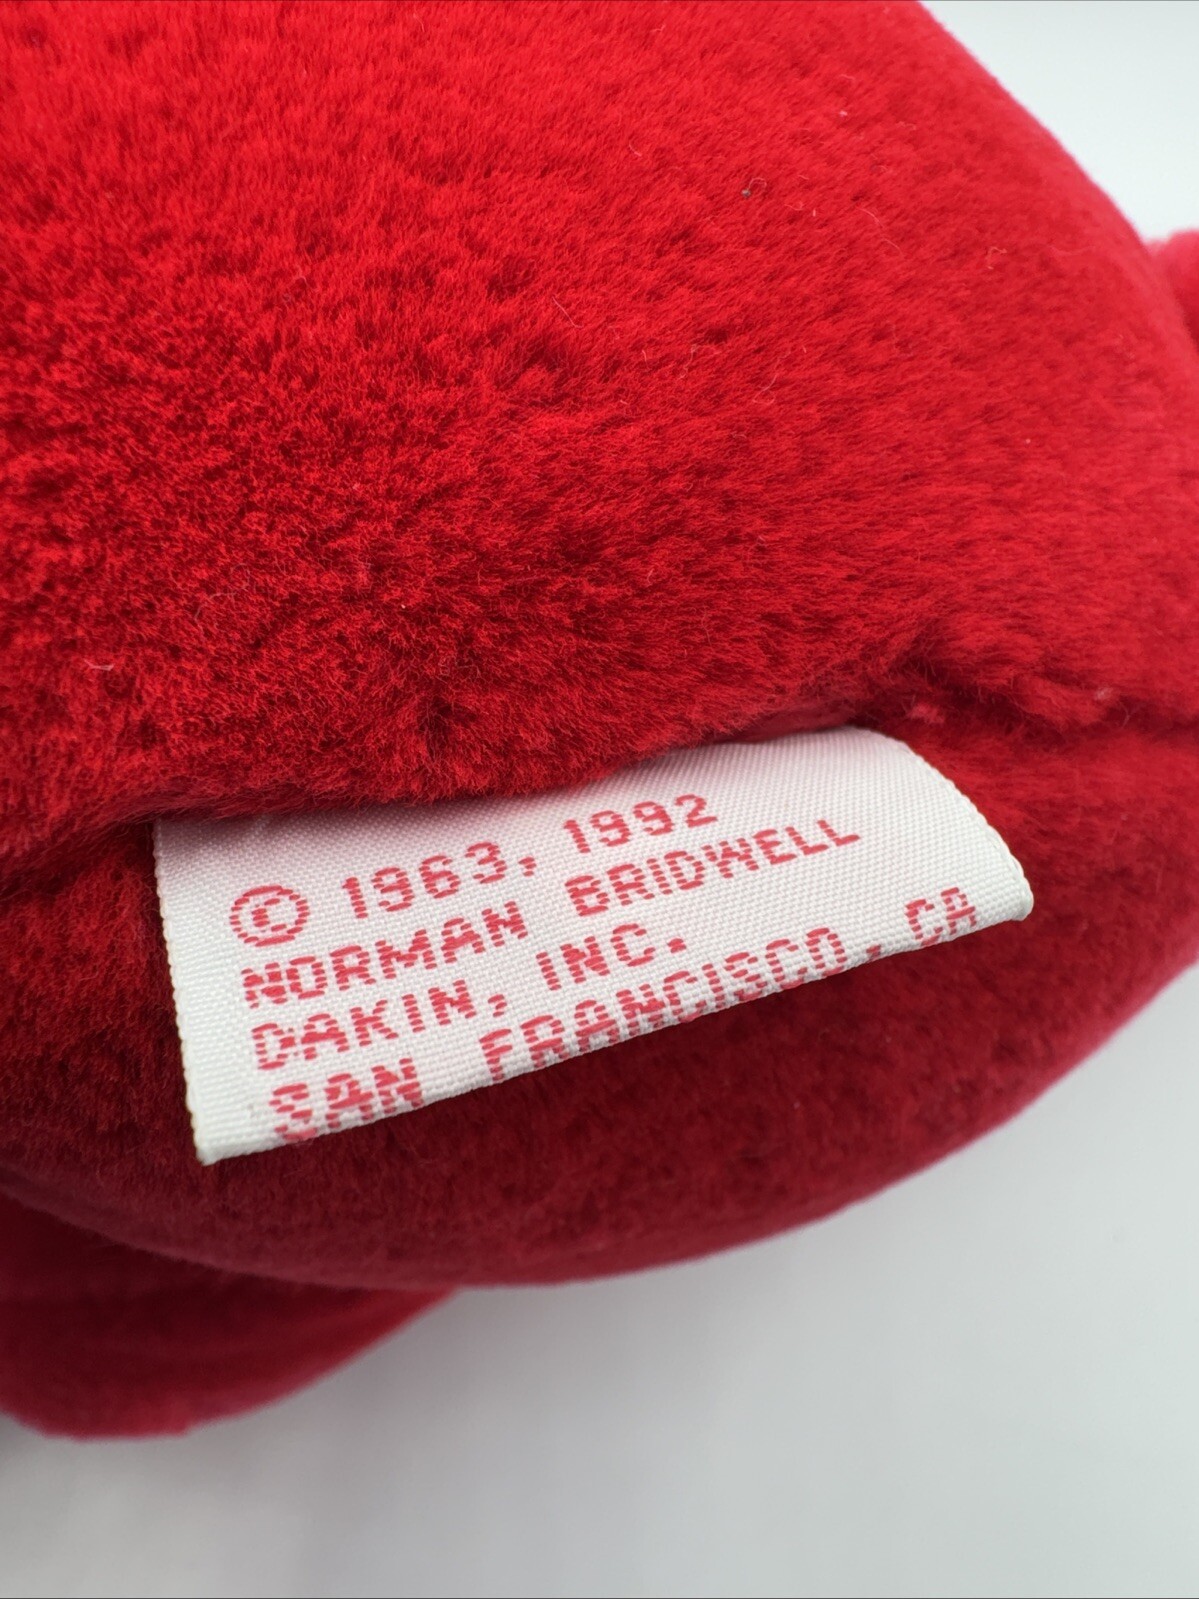 © 1963, 1992
NORMAN BRIDWELL
DAKIN, INC.
SAN FRANCISCO, CA